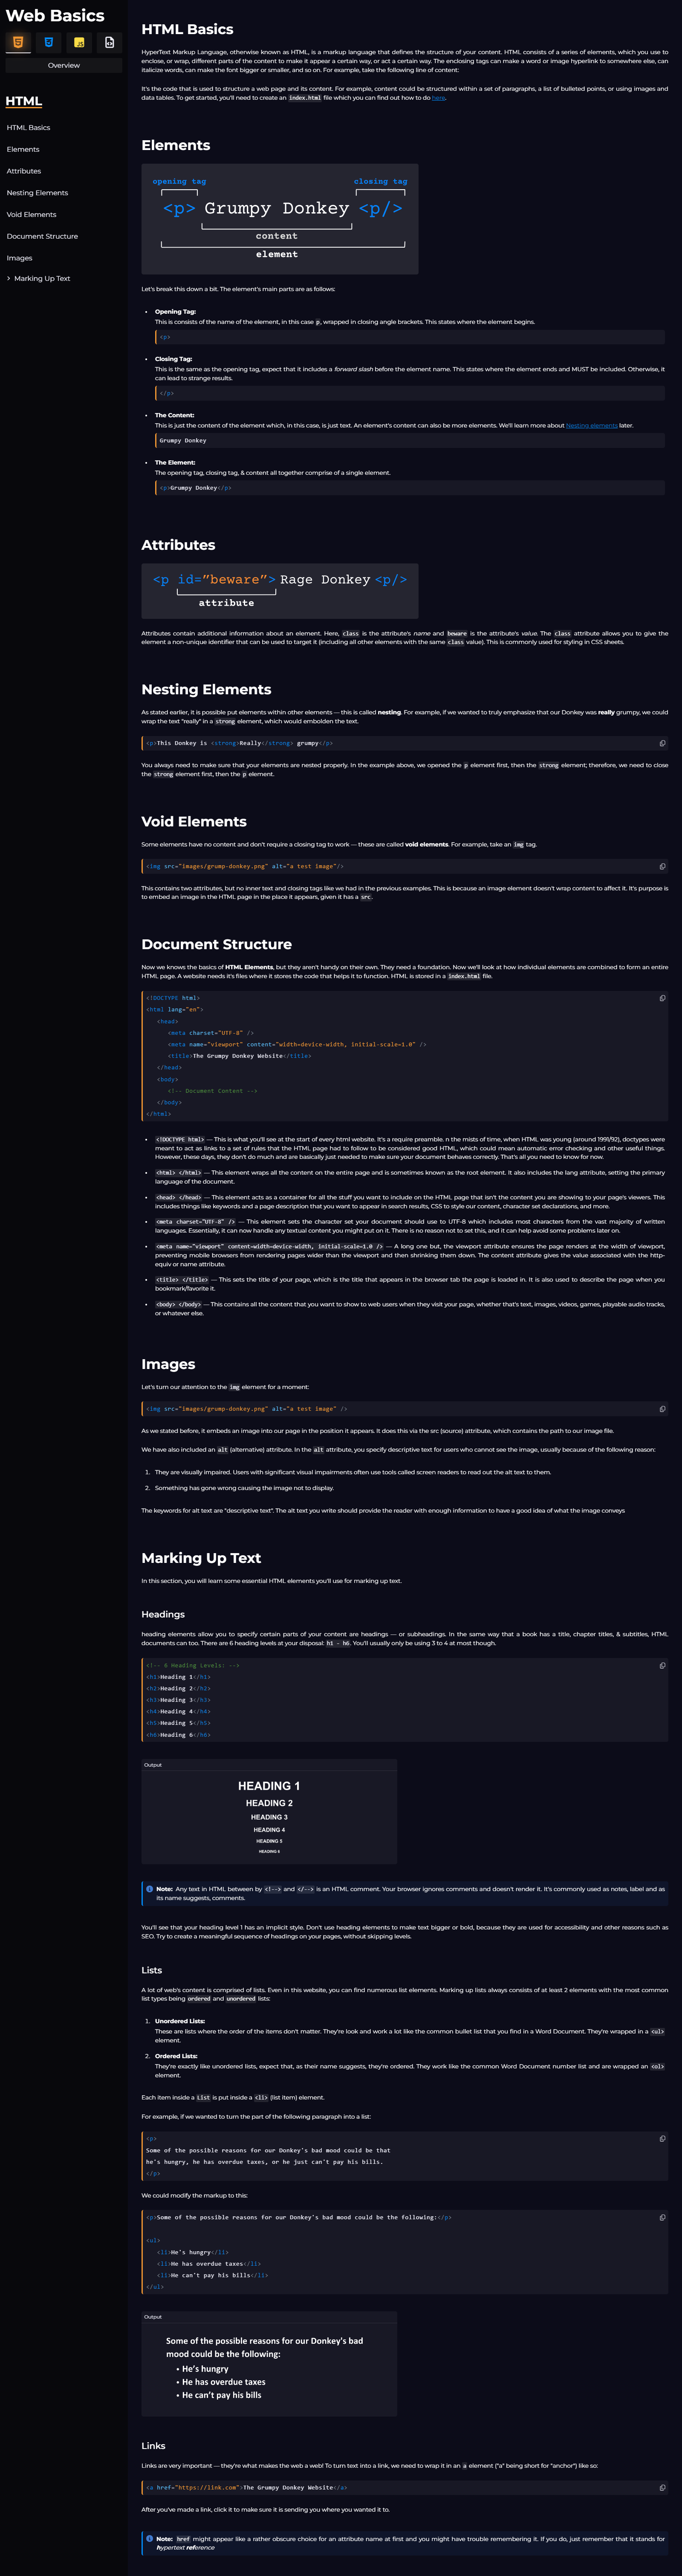 Web Basics
JS
Overview
HTML
HTML Basics
Elements
Attributes
Nesting Elements
Void Elements
Document Structure
Images
Marking Up Text
HTML Basics
HyperText Markup Language, otherwise known as HTML, is a markup language that defines the structure of your content. HTML consists of a series of elements, which you use to
enclose, or wrap, different parts of the content to make it appear a certain way, or act a certain way. The enclosing tags can make a word or image hyperlink to somewhere else, can
italicize words, can make the font bigger or smaller, and so on. For example, take the following line of content:
It's the code that is used to structure a web page and its content. For example, content could be structured within a set of paragraphs, a list of bulleted points, or using images and
data tables. To get started, you'll need to create an index.html file which you can find out how to do here.
Elements
opening tag closing tag
<p> Grumpy Donkey <p/>
content
element
Let's break this down a bit. The element's main parts are as follows:
• Opening Tag:
This is consists of the name of the element, in this case p, wrapped in closing angle brackets. This states where the element begins.
<p>
• Closing Tag:
This is the same as the opening tag, expect that it includes a forward slash before the element name. This states where the element ends and MUST be included. Otherwise, it
can lead to strange results.
</p>
• The Content:
This is just the content of the element which, in this case, is just text. An element's content can also be more elements. We'll learn more about Nesting elements later.
Grumpy Donkey
• The Element:
The opening tag, closing tag, & content all together comprise of a single element.
<p>Grumpy Donkey</p>
Attributes
<p id=”beware”> Rage Donkey <p/>
attribute
Attributes contain additional information about an element. Here, class is the attribute's name and beware is the attribute's value. The class attribute allows you to give the
element a non-unique identifier that can be used to target it (including all other elements with the same class value). This is commonly used for styling in CSS sheets.
Nesting Elements
As stated earlier, it is possible put elements within other elements — this is called nesting. For example, if we wanted to truly emphasize that our Donkey was really grumpy, we could
wrap the text "really" in a strong element, which would embolden the text.
<p>This Donkey is <strong>Really</strong> grumpy</p>
You always need to make sure that your elements are nested properly. In the example above, we opened the p element first, then the strong element; therefore, we need to close
the strong element first, then the p element.
Void Elements
Some elements have no content and don't require a closing tag to work — these are called void elements. For example, take an img tag.
<img src="images/grump-donkey.png" alt="a test image"/>
This contains two attributes, but no inner text and closing tags like we had in the previous examples. This is because an image element doesn't wrap content to affect it. It's purpose is
to embed an image in the HTML page in the place it appears, given it has a src.
Document Structure
Now we knows the basics of HTML Elements, but they aren't handy on their own. They need a foundation. Now we'll look at how individual elements are combined to form an entire
HTML page. A website needs it's files where it stores the code that helps it to function. HTML is stored in a index.html file.
<!DOCTYPE html>
<html lang="en">
<head>
<meta charset="UTF-8" />
<meta name="viewport" content="width=device-width, initial-scale=1.0" />
<title>The Grumpy Donkey Website</title>
</head>
<body>
<!-- Document Content -->
</body>
</html>
• <!DOCTYPE html> — This is what you'll see at the start of every html website. It's a require preamble. n the mists of time, when HTML was young (around 1991/92), doctypes were
meant to act as links to a set of rules that the HTML page had to follow to be considered good HTML, which could mean automatic error checking and other useful things.
However, these days, they don't do much and are basically just needed to make sure your document behaves correctly. That's all you need to know for now.
• <html> </html> — This element wraps all the content on the entire page and is sometimes known as the root element. It also includes the lang attribute, setting the primary
language of the document.
• <head> </head> — This element acts as a container for all the stuff you want to include on the HTML page that isn't the content you are showing to your page's viewers. This
includes things like keywords and a page description that you want to appear in search results, CSS to style our content, character set declarations, and more.
• <meta charset="UTF-8" /> — This element sets the character set your document should use to UTF-8 which includes most characters from the vast majority of written
languages. Essentially, it can now handle any textual content you might put on it. There is no reason not to set this, and it can help avoid some problems later on.
• <meta name="viewport" content=width=device-width, initial-scale=1.0 /> — A long one but, the viewport attribute ensures the page renders at the width of viewport,
preventing mobile browsers from rendering pages wider than the viewport and then shrinking them down. The content attribute gives the value associated with the http-
equiv or name attribute.
• <title> </title> — This sets the title of your page, which is the title that appears in the browser tab the page is loaded in. It is also used to describe the page when you
bookmark/favorite it.
• <body> </body> — This contains all the content that you want to show to web users when they visit your page, whether that's text, images, videos, games, playable audio tracks,
or whatever else.
Images
Let's turn our attention to the img element for a moment:
<img src="images/grump-donkey.png" alt="a test image" />
As we stated before, it embeds an image into our page in the position it appears. It does this via the src (source) attribute, which contains the path to our image file.
We have also included an alt (alternative) attribute. In the alt attribute, you specify descriptive text for users who cannot see the image, usually because of the following reason:
1. They are visually impaired. Users with significant visual impairments often use tools called screen readers to read out the alt text to them.
2. Something has gone wrong causing the image not to display.
The keywords for alt text are "descriptive text". The alt text you write should provide the reader with enough information to have a good idea of what the image conveys
Marking Up Text
In this section, you will learn some essential HTML elements you'll use for marking up text.
Headings
heading elements allow you to specify certain parts of your content are headings — or subheadings. In the same way that a book has a title, chapter titles, & subtitles, HTML
documents can too. There are 6 heading levels at your disposal: h1 - h6. You'll usually only be using 3 to 4 at most though.
<!-- 6 Heading Levels: -->
<h1>Heading 1</h1>
<h2>Heading 2</h2>
<h3>Heading 3</h3>
<h4>Heading 4</h4>
<h5>Heading 5</h5>
<h6>Heading 6</h6>
Output
HEADING 1
HEADING 2
HEADING 3
HEADING 4
HEADING 5
HEADING 6
Note: Any text in HTML between by <!--> and </--> is an HTML comment. Your browser ignores comments and doesn't render it. It's commonly used as notes, label and as
its name suggests, comments.
You'll see that your heading level 1 has an implicit style. Don't use heading elements to make text bigger or bold, because they are used for accessibility and other reasons such as
SEO. Try to create a meaningful sequence of headings on your pages, without skipping levels.
Lists
A lot of web's content is comprised of lists. Even in this website, you can find numerous list elements. Marking up lists always consists of at least 2 elements with the most common
list types being ordered and unordered lists:
1. Unordered Lists:
These are lists where the order of the items don't matter. They're look and work a lot like the common bullet list that you find in a Word Document. They're wrapped in a <ul>
element.
2. Ordered Lists:
They're exactly like unordered lists, expect that, as their name suggests, they're ordered. They work like the common Word Document number list and are wrapped an <ol>
element.
Each item inside a List is put inside a <li> (list item) element.
For example, if we wanted to turn the part of the following paragraph into a list:
<p>
Some of the possible reasons for our Donkey's bad mood could be that
he's hungry, he has overdue taxes, or he just can't pay his bills.
</p>
We could modify the markup to this:
<p>Some of the possible reasons for our Donkey's bad mood could be the following:</p>
<ul>
<li>He's hungry</li>
<li>He has overdue taxes</li>
<li>He can't pay his bills</li>
</ul>
Output
Some of the possible reasons for our Donkey's bad
mood could be the following:
• He's hungry
• He has overdue taxes
• He can't pay his bills
Links
Links are very important — they're what makes the web a web! To turn text into a link, we need to wrap it in an a element ("a" being short for "anchor") like so:
<a href="https://link.com">The Grumpy Donkey Website</a>
After you've made a link, click it to make sure it is sending you where you wanted it to.
Note: href might appear like a rather obscure choice for an attribute name at first and you might have trouble remembering it. If you do, just remember that it stands for
hypertext reference